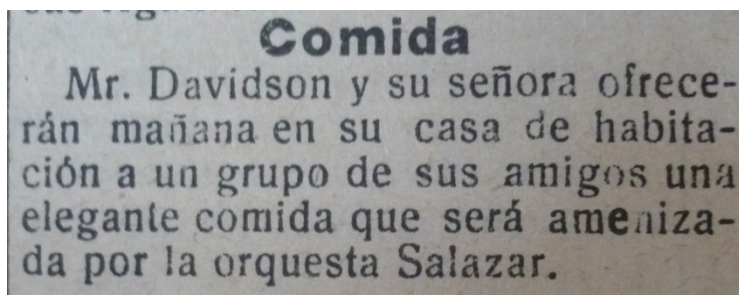 Comida
Mr. Davidson y su señora ofrece-
rán mañana en su casa de habita-
ción a un grupo de sus amigos una
elegante comida que será ameniza-
da por la orquesta Salazar.